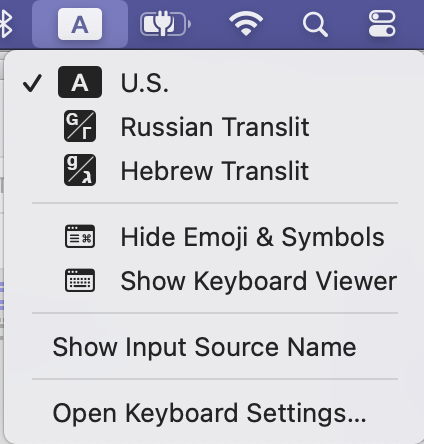 A
A U.S.
G Г Russian Translit
g ג Hebrew Translit
⌘ Hide Emoji & Symbols
Show Keyboard Viewer
Show Input Source Name
Open Keyboard Settings...